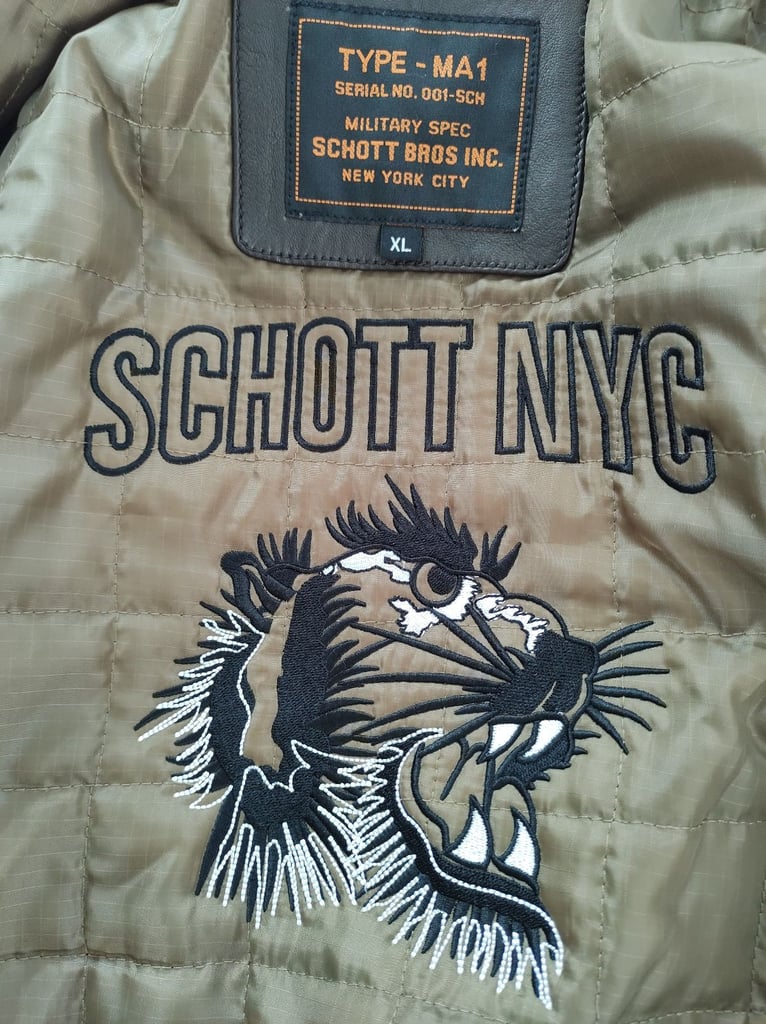 TYPE - MA1
SERIAL NO. 001-SCH
MILITARY SPEC
SCHOTT BROS INC.
NEW YORK CITY
XL
SCHOTT NYC